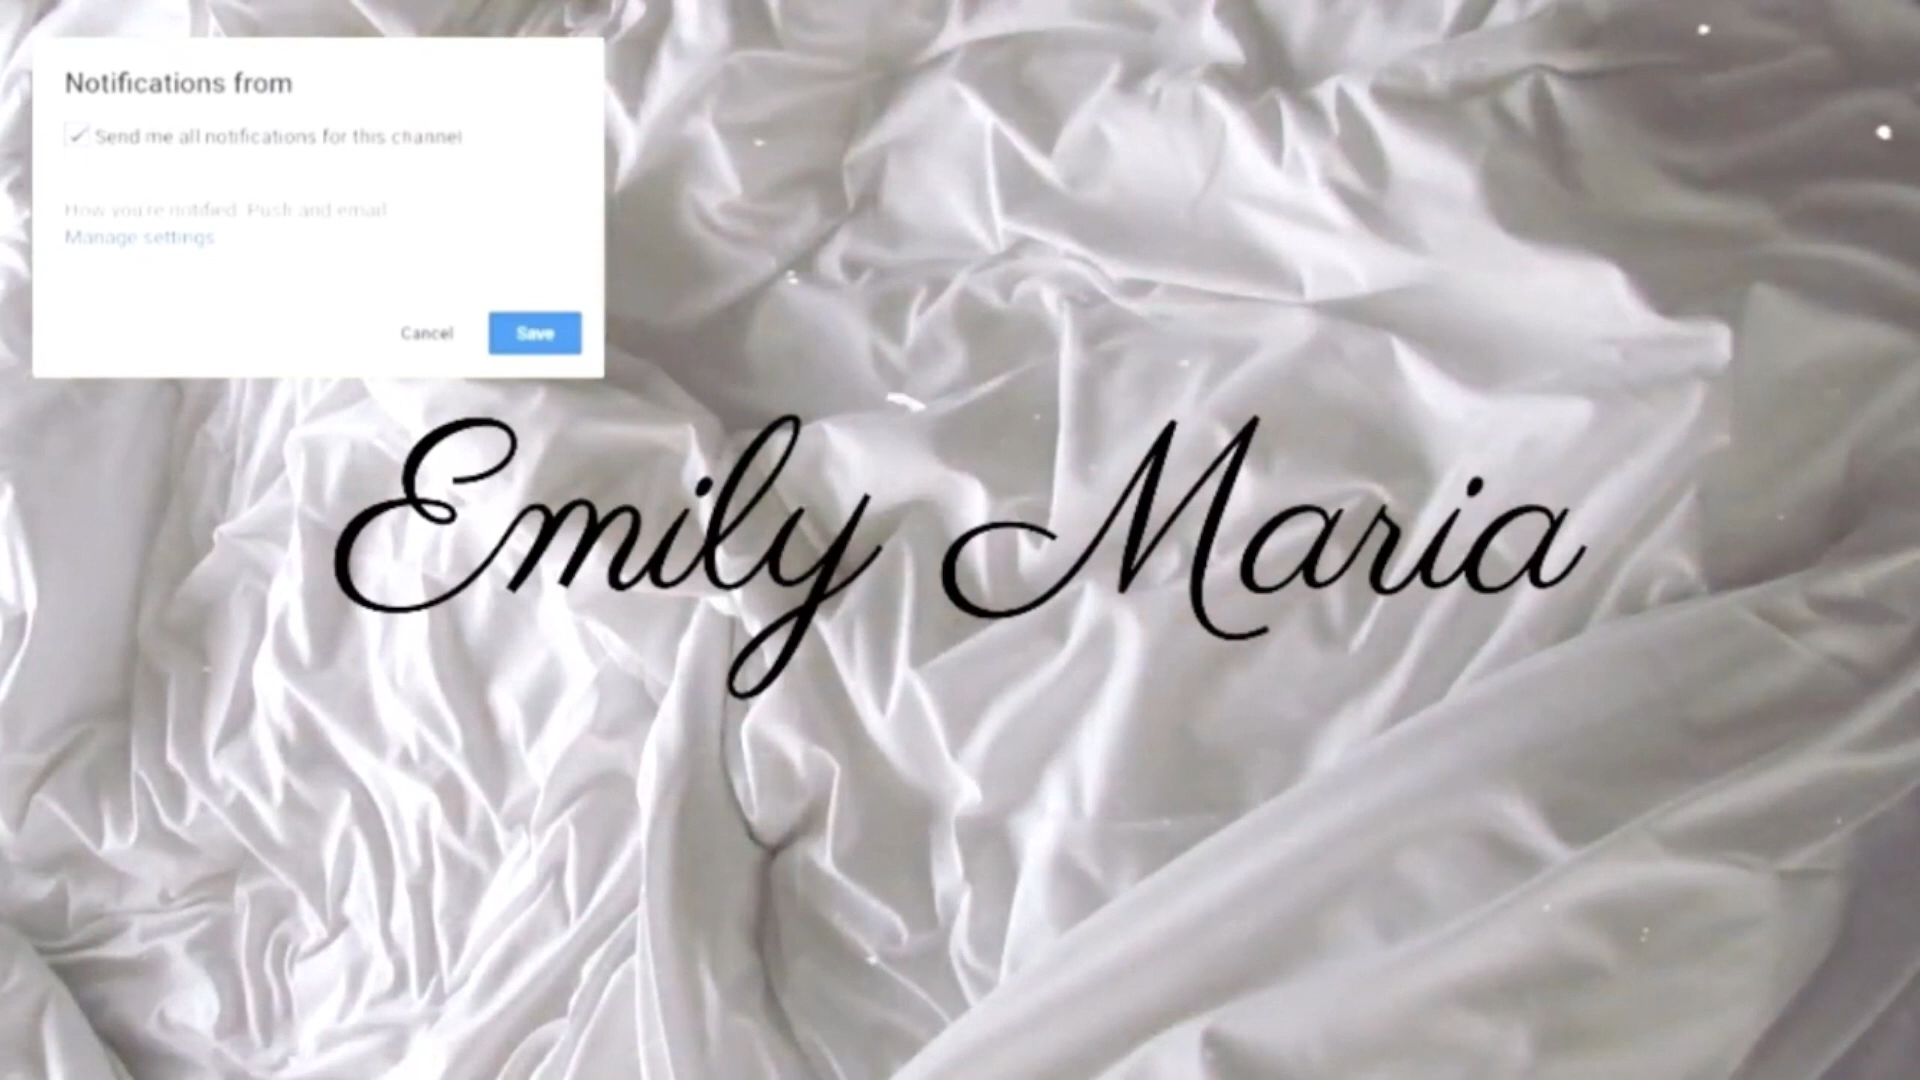 Notifications from
Send me all notifications for this channel
How you're notified: Push and email
Manage settings
Cancel
Save
Emily Maria